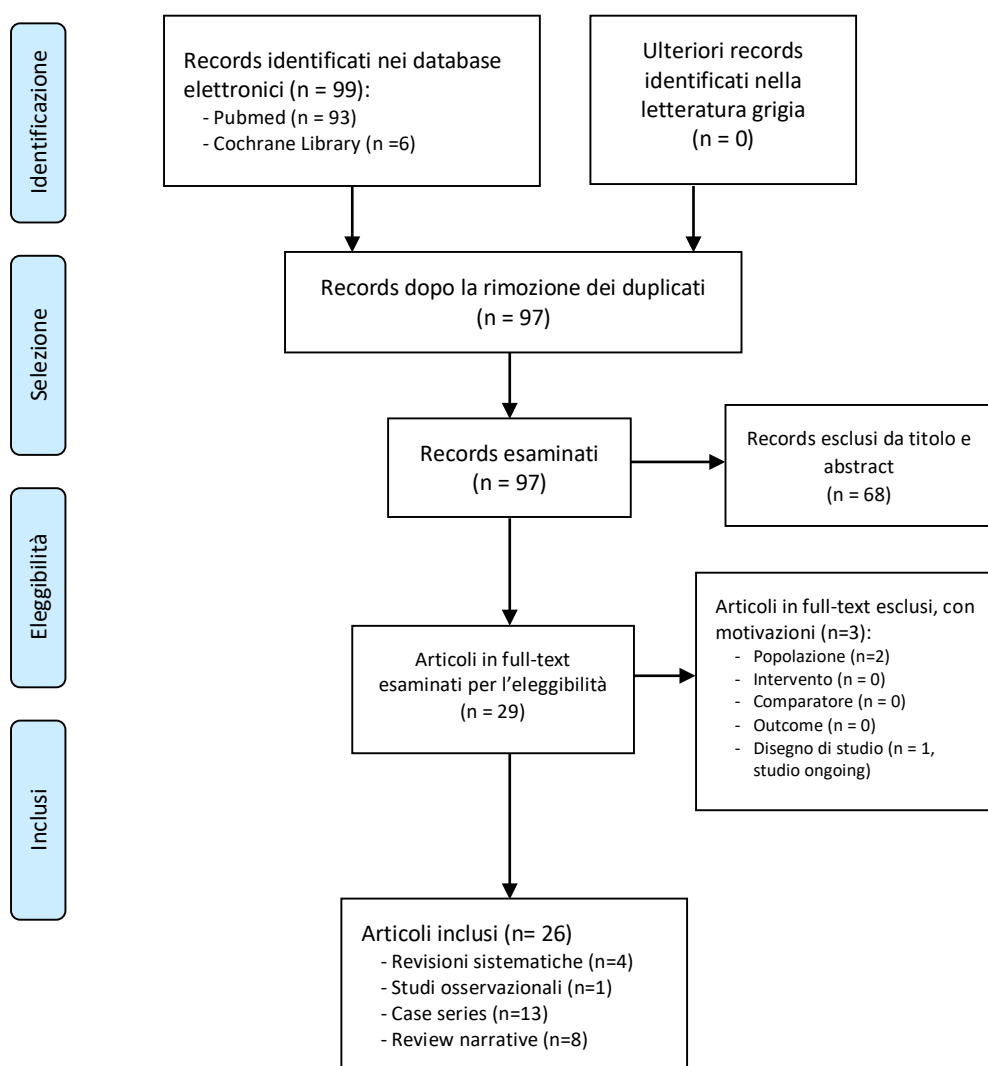 Identificazione
Records identificati nei database
elettronici (n = 99):
- Pubmed (n = 93)
- Cochrane Library (n =6)
Ulteriori records
identificati nella
letteratura grigia
(n = 0)
Selezione
Records dopo la rimozione dei duplicati
(n = 97)
Records esaminati
(n = 97)
Records esclusi da titolo e
abstract
(n = 68)
Eleggibilità
Articoli in full-text
esaminati per l'eleggibilità
(n = 29)
Articoli in full-text esclusi, con
motivazioni (n=3):
- Popolazione (n=2)
- Intervento (n = 0)
- Comparatore (n = 0)
- Outcome (n = 0)
- Disegno di studio (n = 1,
studio ongoing)
Inclusi
Articoli inclusi (n= 26)
- Revisioni sistematiche (n=4)
- Studi osservazionali (n=1)
- Case series (n=13)
- Review narrative (n=8)